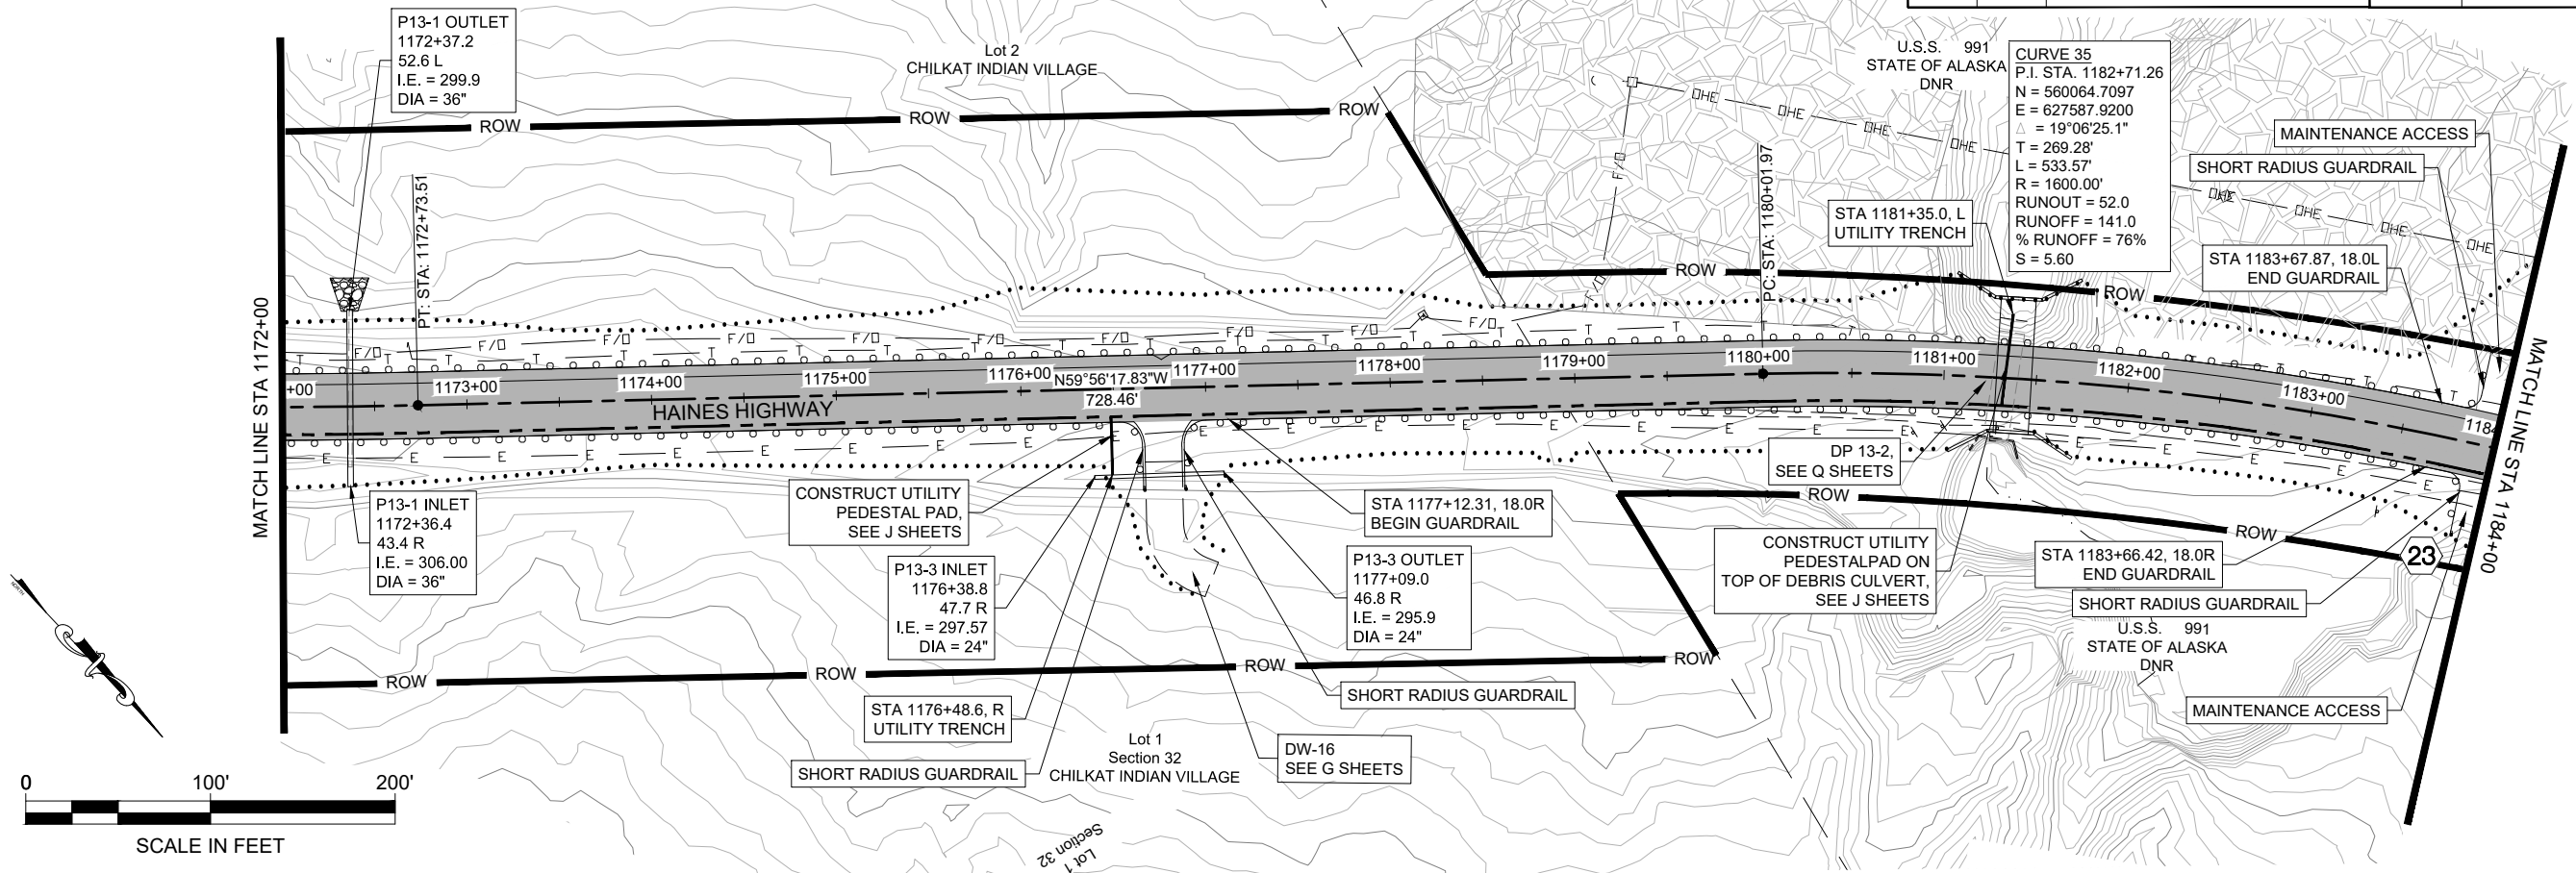 P13-1 OUTLET
1172+37.2
52.6 L
I.E. = 299.9
DIA = 36"
Lot 2
CHILKAT INDIAN VILLAGE
U.S.S. 991
STATE OF ALASKA
DNR
CURVE 35
P.I. STA. 1182+71.26
N = 560064.7097
E = 627587.9200
△ = 19°06'25.1"
T = 269.28'
L = 533.57'
R = 1600.00'
RUNOUT = 52.0
RUNOFF = 141.0
% RUNOFF = 76%
S = 5.60
MAINTENANCE ACCESS
SHORT RADIUS GUARDRAIL
STA 1181+35.0, L
UTILITY TRENCH
STA 1183+67.87, 18.0L
END GUARDRAIL
ROW
ROW
ROW
ROW
ROW
PT: STA: 1172+73.51
PC: STA: 1180+01.97
MATCH LINE STA 1172+00
MATCH LINE STA 1184+00
+00
1173+00
1174+00
1175+00
1176+00
1177+00
1178+00
1179+00
1180+00
1181+00
1182+00
1183+00
1184
N59°56'17.83"W
728.46'
HAINES HIGHWAY
P13-1 INLET
1172+36.4
43.4 R
I.E. = 306.00
DIA = 36"
CONSTRUCT UTILITY
PEDESTAL PAD,
SEE J SHEETS
P13-3 INLET
1176+38.8
47.7 R
I.E. = 297.57
DIA = 24"
STA 1177+12.31, 18.0R
BEGIN GUARDRAIL
P13-3 OUTLET
1177+09.0
46.8 R
I.E. = 295.9
DIA = 24"
DP 13-2,
SEE Q SHEETS
CONSTRUCT UTILITY
PEDESTALPAD ON
TOP OF DEBRIS CULVERT,
SEE J SHEETS
ROW
ROW
23
STA 1183+66.42, 18.0R
END GUARDRAIL
SHORT RADIUS GUARDRAIL
U.S.S. 991
STATE OF ALASKA
DNR
MAINTENANCE ACCESS
ROW
ROW
ROW
ROW
SHORT RADIUS GUARDRAIL
STA 1176+48.6, R
UTILITY TRENCH
SHORT RADIUS GUARDRAIL
Lot 1
Section 32
CHILKAT INDIAN VILLAGE
DW-16
SEE G SHEETS
Lot 1
Section 32
0 100' 200'
SCALE IN FEET